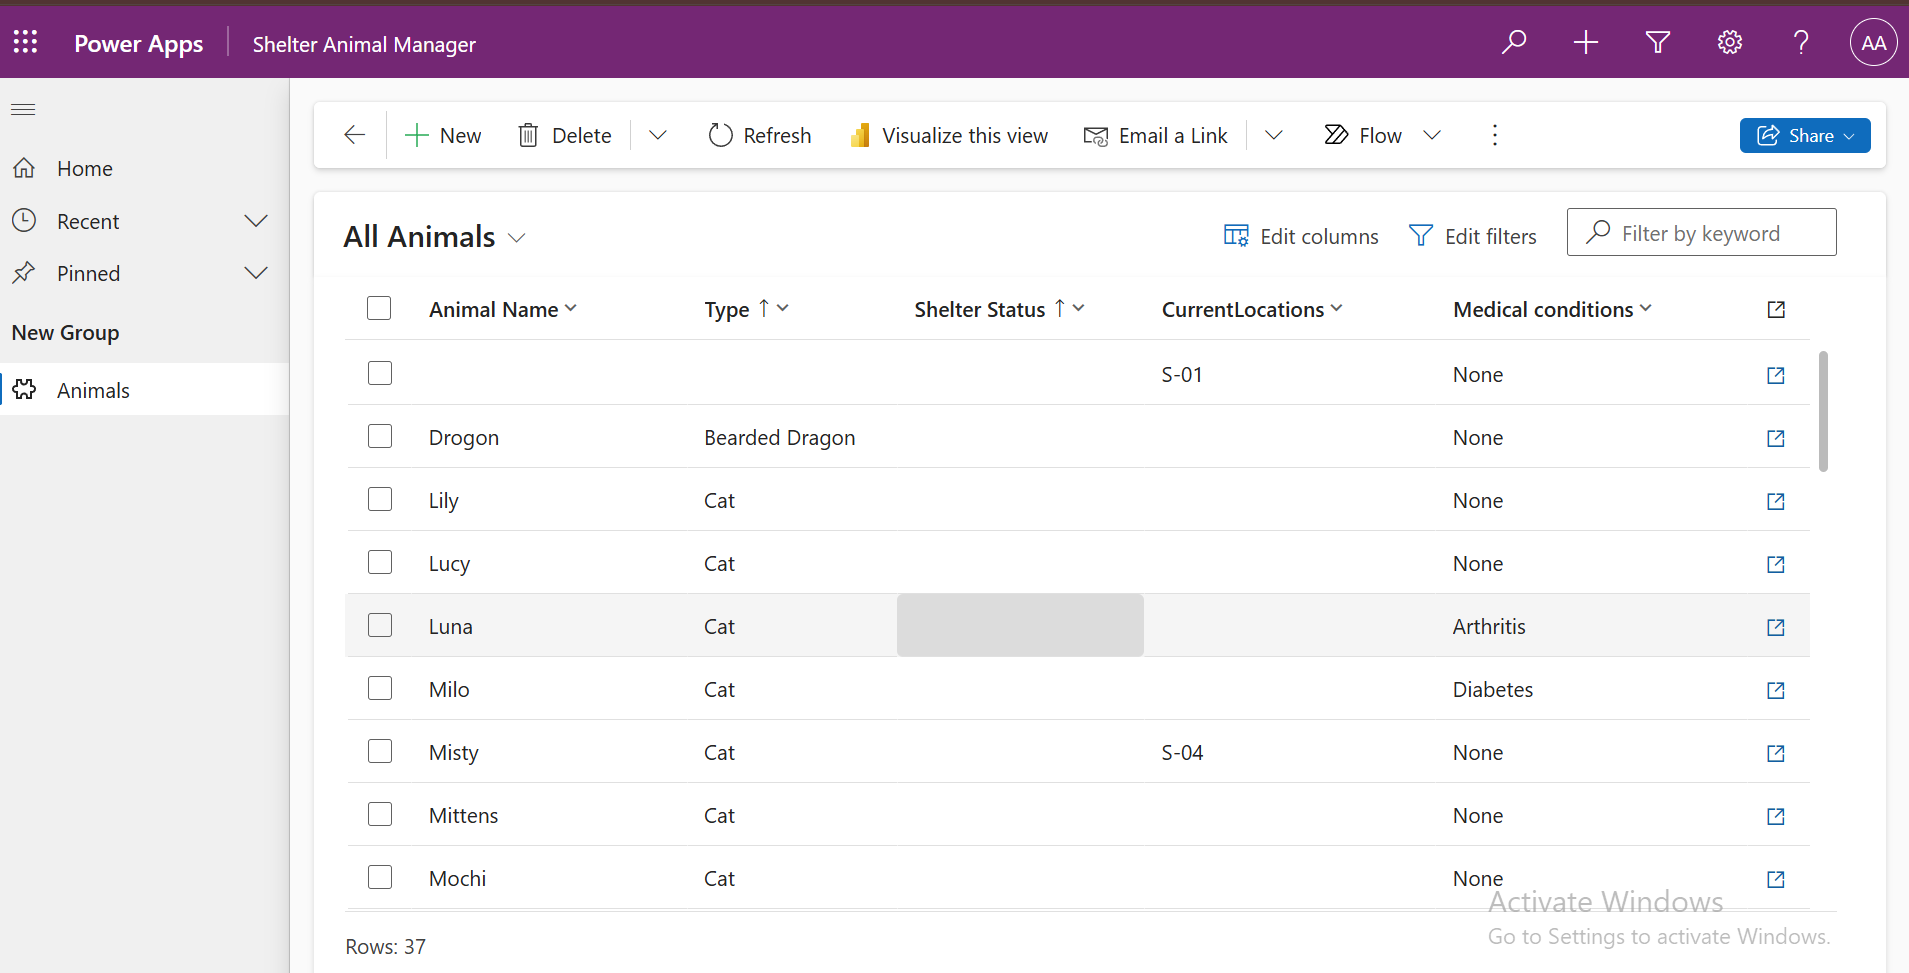 Power Apps Shelter Animal Manager ? AA
New Delete Refresh Visualize this view Email a Link Flow Share
Home
Recent
Pinned
New Group
Animals
All Animals Edit columns Edit filters Filter by keyword
Animal Name Type ↑ Shelter Status ↑ CurrentLocations Medical conditions
S-01 None
Drogon Bearded Dragon None
Lily Cat None
Lucy Cat None
Luna Cat Arthritis
Milo Cat Diabetes
Misty Cat S-04 None
Mittens Cat None
Mochi Cat None
Activate Windows
Go to Settings to activate Windows.
Rows: 37